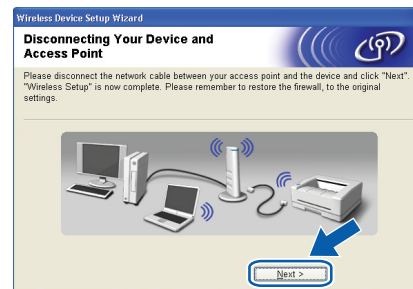 Wireless Device Setup Wizard
Disconnecting Your Device and
Access Point
Please disconnect the network cable between your access point and the device and click "Next".
"Wireless Setup" is now complete. Please remember to restore the firewall, to the original
settings.
Next >